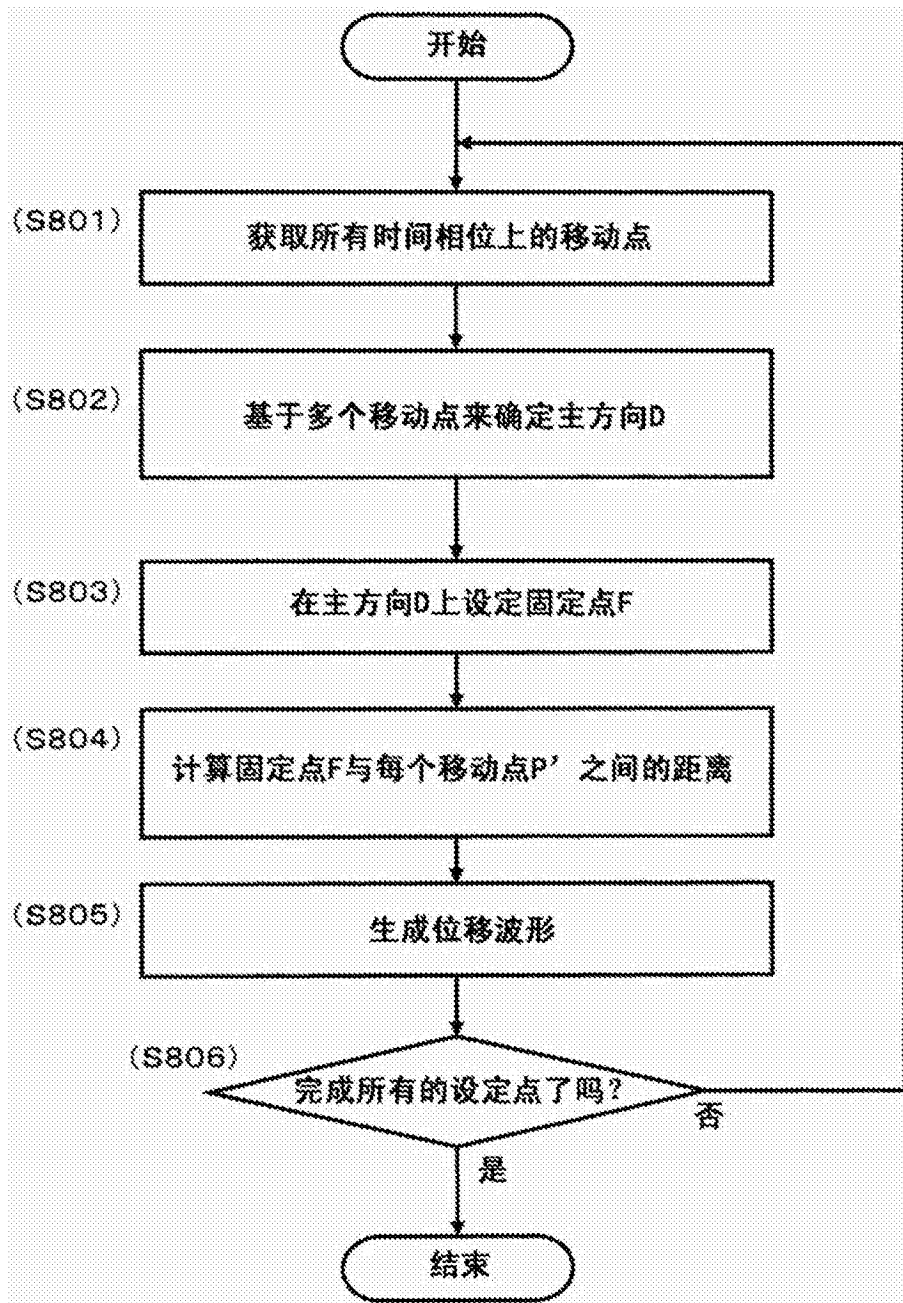 开始
(S801)
获取所有时间相位上的移动点
(S802)
基于多个移动点来确定主方向D
(S803)
在主方向D上设定固定点F
(S804)
计算固定点F与每个移动点P’之间的距离
(S805)
生成位移波形
(S806)
完成所有的设定点了吗?
否
是
结束